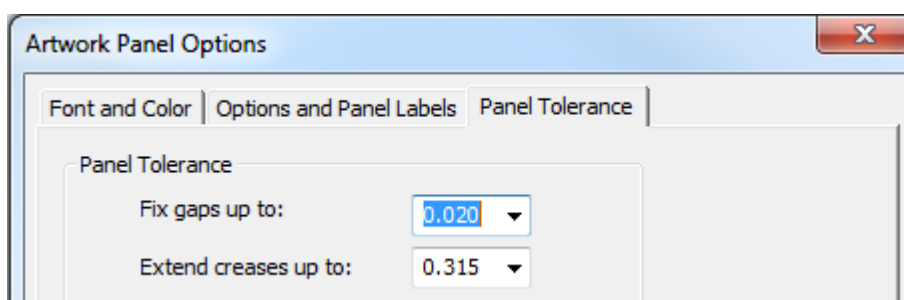 Artwork Panel Options
Font and Color Options and Panel Labels Panel Tolerance
Panel Tolerance
Fix gaps up to: 0.020
Extend creases up to: 0.315